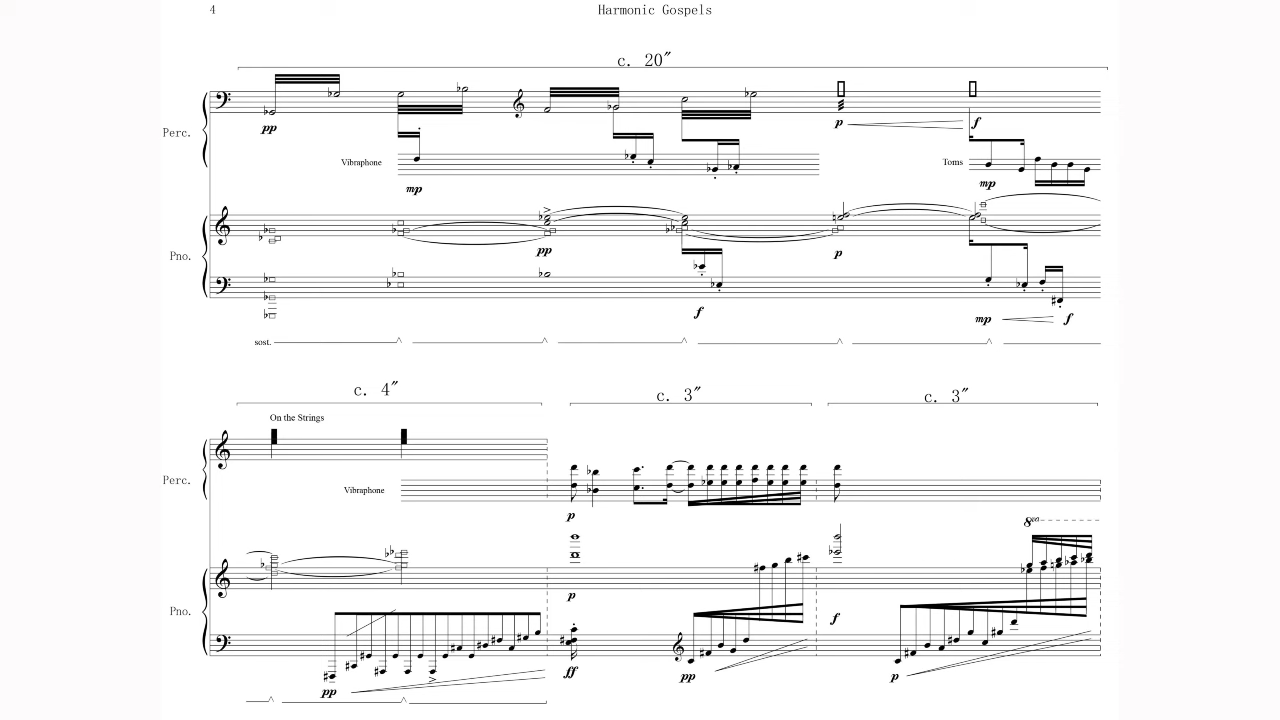 4 Harmonic Gospels
c. 20″
Perc.
pp
p
f
Vibraphone
Toms
mp
mp
Pno.
pp
p
f
mp
f
sost.
c. 4″
c. 3″
c. 3″
On the Strings
Perc.
Vibraphone
p
8va
Pno.
p
f
ff
pp
pp
p